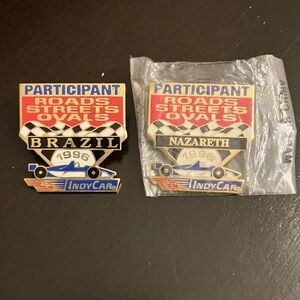 PARTICIPANT
ROADS
STREETS
OVALS
BRAZIL
1996
INDYCAR
PARTICIPANT
ROADS
STREETS
OVALS
NAZARETH
1996
INDYCAR